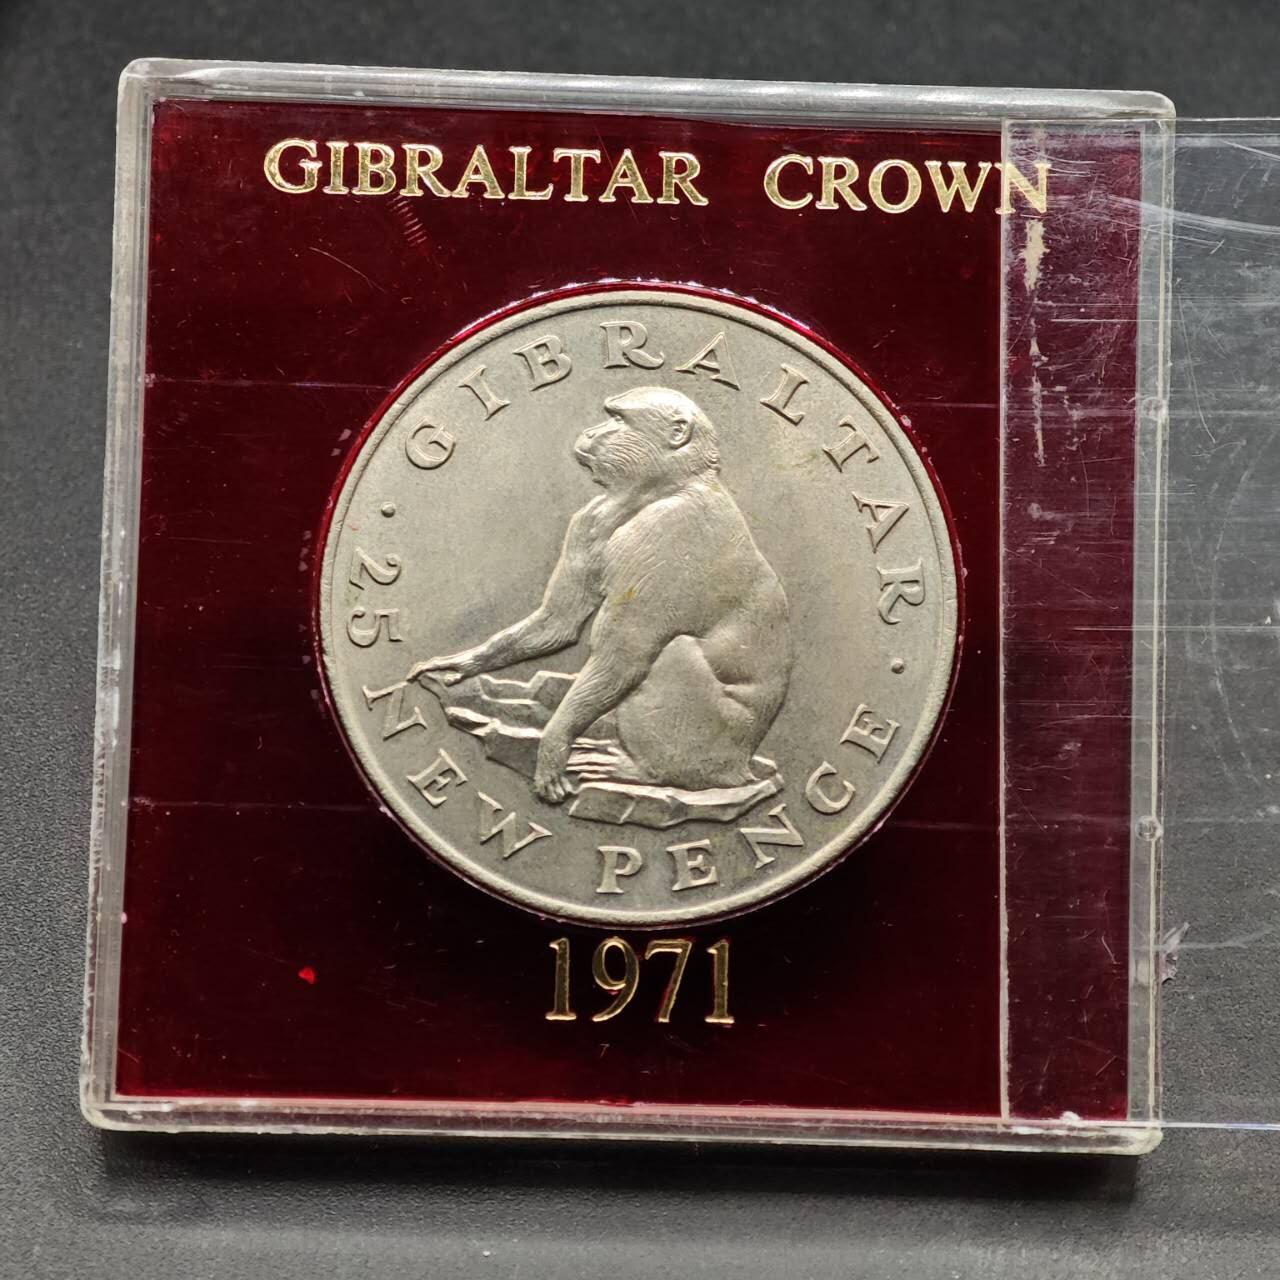 GIBRALTAR CROWN
· GIBRALTAR ·
25 NEW PENCE
1971